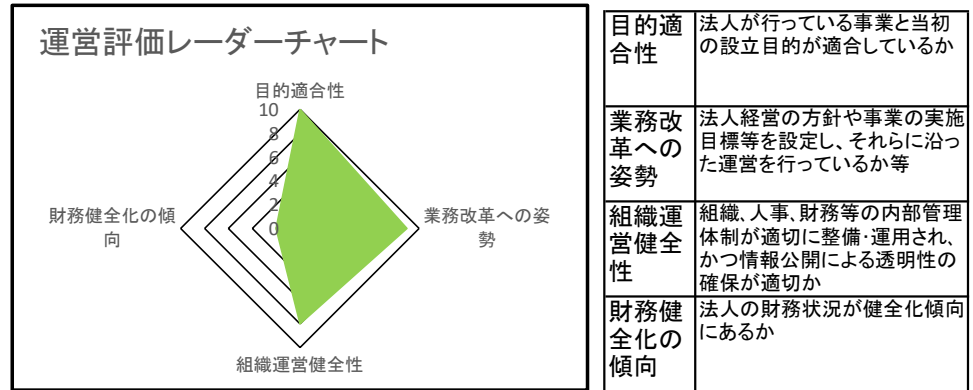 運営評価レーダーチャート
目的適合性
10
8
6
4
2
0
業務改革への姿
勢
組織運営健全性
財務健全化の傾
向
目的適
合性
法人が行っている事業と当初
の設立目的が適合しているか
業務改
革への
姿勢
法人経営の方針や事業の実施
目標等を設定し、それらに沿っ
た運営を行っているか等
組織運
営健全
性
組織、人事、財務等の内部管理
体制が適切に整備・運用され、
かつ情報公開による透明性の
確保が適切か
財務健
全化の
傾向
法人の財務状況が健全化傾向
にあるか